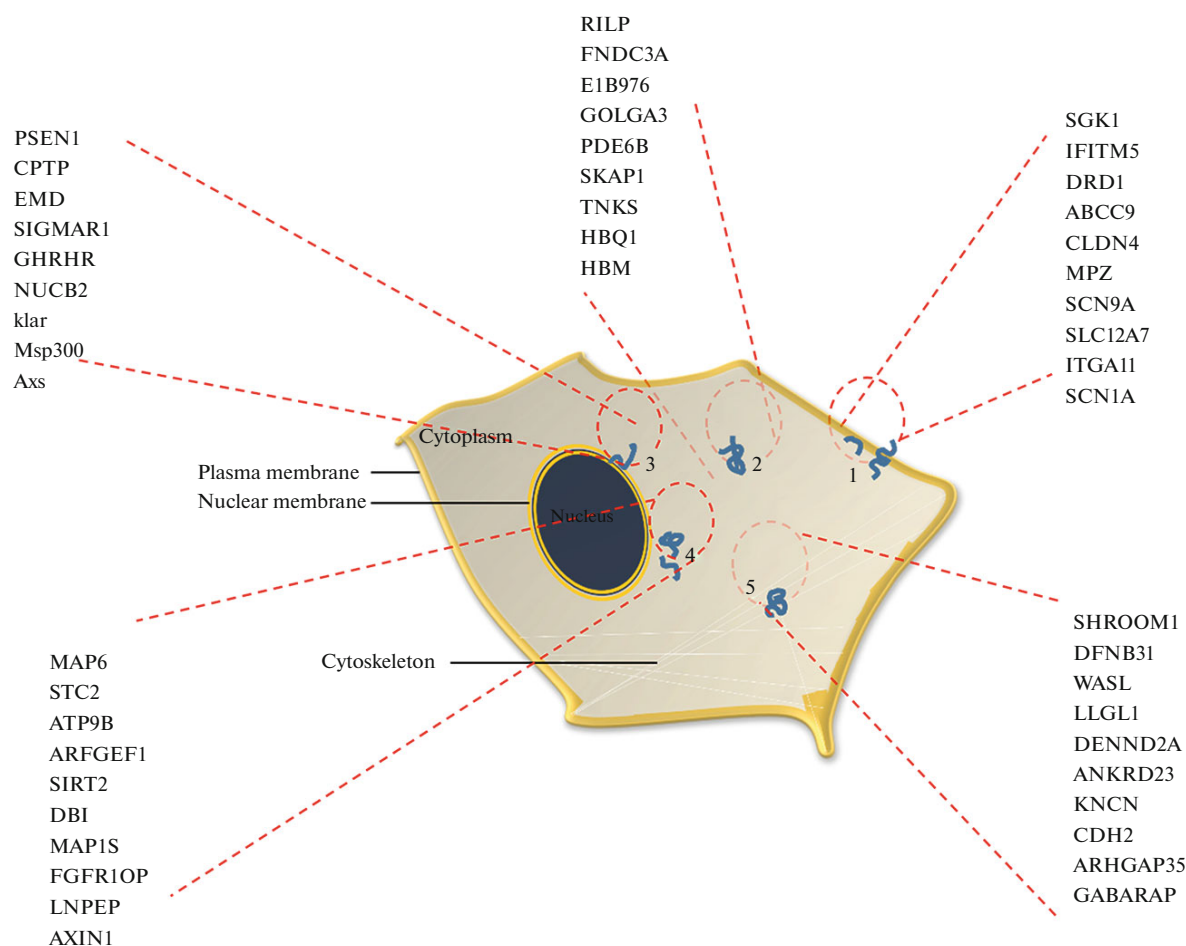 RILP
FNDC3A
E1B976
GOLGA3
PDE6B
SKAP1
TNKS
HBQ1
HBM
PSEN1
CPTP
EMD
SIGMAR1
GHRHR
NUCB2
klar
Msp300
Axs
SGK1
IFITM5
DRD1
ABCC9
CLDN4
MPZ
SCN9A
SLC12A7
ITGA11
SCN1A
Cytoplasm
Plasma membrane
Nuclear membrane
Nucleus
3
2
1
4
5
Cytoskeleton
MAP6
STC2
ATP9B
ARFGEF1
SIRT2
DBI
MAP1S
FGFR1OP
LNPEP
AXIN1
SHROOM1
DFNB31
WASL
LLGL1
DENND2A
ANKRD23
KNCN
CDH2
ARHGAP35
GABARAP